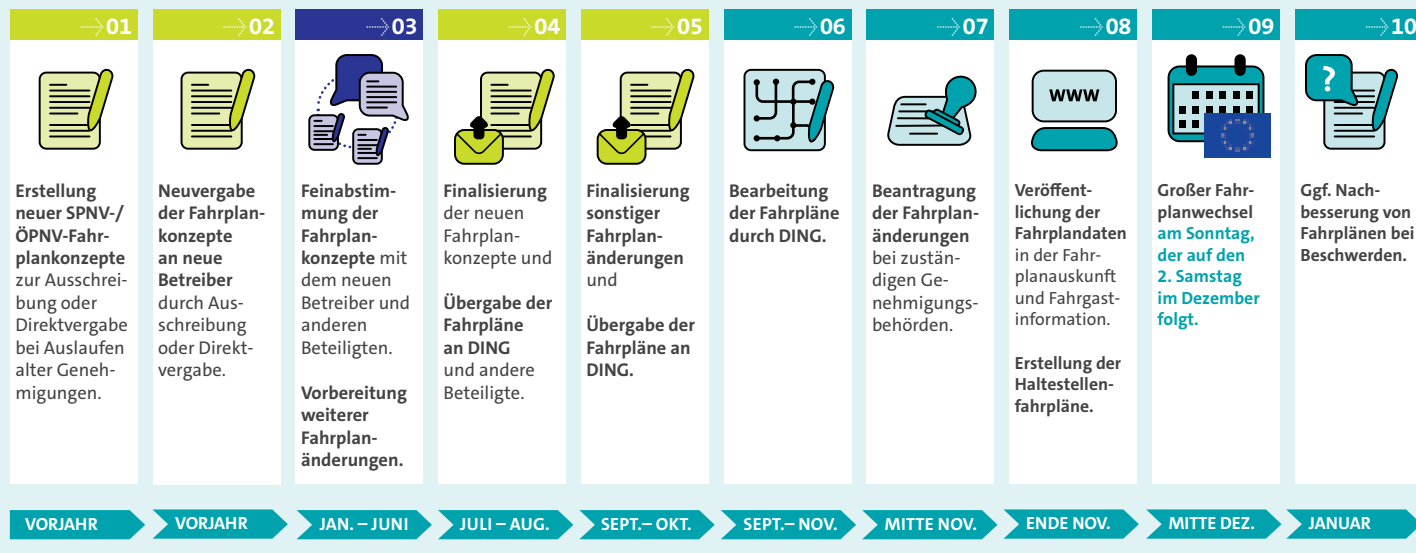 01
Erstellung
neuer SPNV-/
ÖPNV-Fahr-
plankonzepte
zur Ausschrei-
bung oder
Direktvergabe
bei Auslaufen
alter Geneh-
migungen.
VORJAHR
02
Neuvergabe
der Fahrplan-
konzepte
an neue
Betreiber
durch Aus-
schreibung
oder Direkt-
vergabe.
VORJAHR
03
Feinabstim-
mung der
Fahrplan-
konzepte mit
dem neuen
Betreiber und
anderen
Beteiligten.
Vorbereitung
weiterer
Fahrplan-
änderungen.
JAN. – JUNI
04
Finalisierung
der neuen
Fahrplan-
konzepte und
Übergabe der
Fahrpläne
an DING
und andere
Beteiligte.
JULI – AUG.
05
Finalisierung
sonstiger
Fahrplan-
änderungen
und
Übergabe der
Fahrpläne an
DING.
SEPT.– OKT.
06
Bearbeitung
der Fahrpläne
durch DING.
SEPT.– NOV.
07
Beantragung
der Fahrplan-
änderungen
bei zustän-
digen Ge-
nehmigungs-
behörden.
MITTE NOV.
08
www
Veröffent-
lichung der
Fahrplandaten
in der Fahr-
planauskunft
und Fahrgast-
information.
Erstellung der
Haltestellen-
fahrpläne.
ENDE NOV.
09
Großer Fahr-
planwechsel
am Sonntag,
der auf den
2. Samstag
im Dezember
folgt.
MITTE DEZ.
10
?
Ggf. Nach-
besserung von
Fahrplänen bei
Beschwerden.
JANUAR